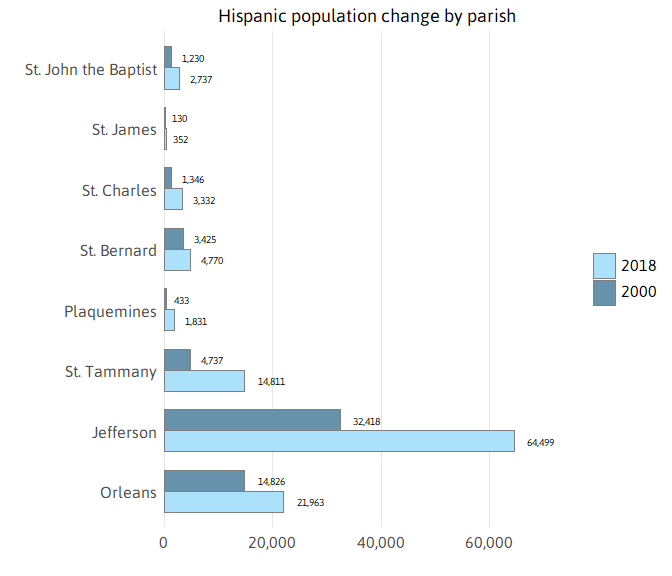 Hispanic population change by parish
St. John the Baptist
1,230
2,737
St. James
130
352
St. Charles
1,346
3,332
St. Bernard
3,425
4,770
Plaquemines
433
1,831
St. Tammany
4,737
14,811
Jefferson
32,418
64,499
Orleans
14,826
21,963
0 20,000 40,000 60,000
2018
2000